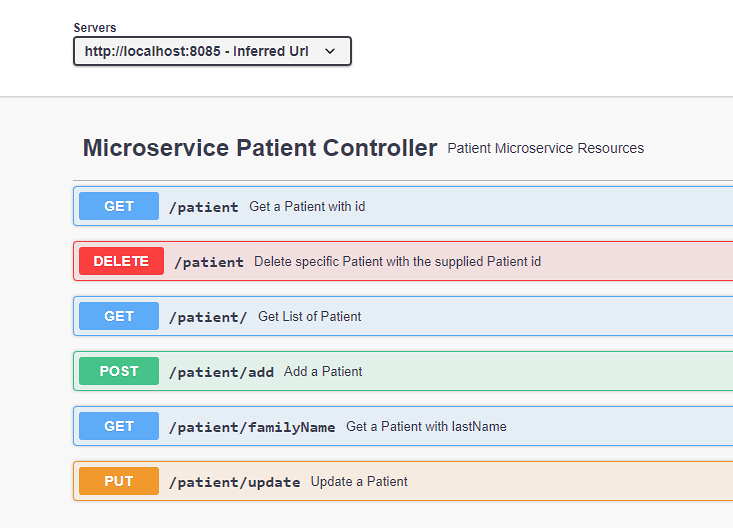 Servers
http://localhost:8085 - Inferred Url
Microservice Patient Controller Patient Microservice Resources
GET /patient Get a Patient with id
DELETE /patient Delete specific Patient with the supplied Patient id
GET /patient/ Get List of Patient
POST /patient/add Add a Patient
GET /patient/familyName Get a Patient with lastName
PUT /patient/update Update a Patient